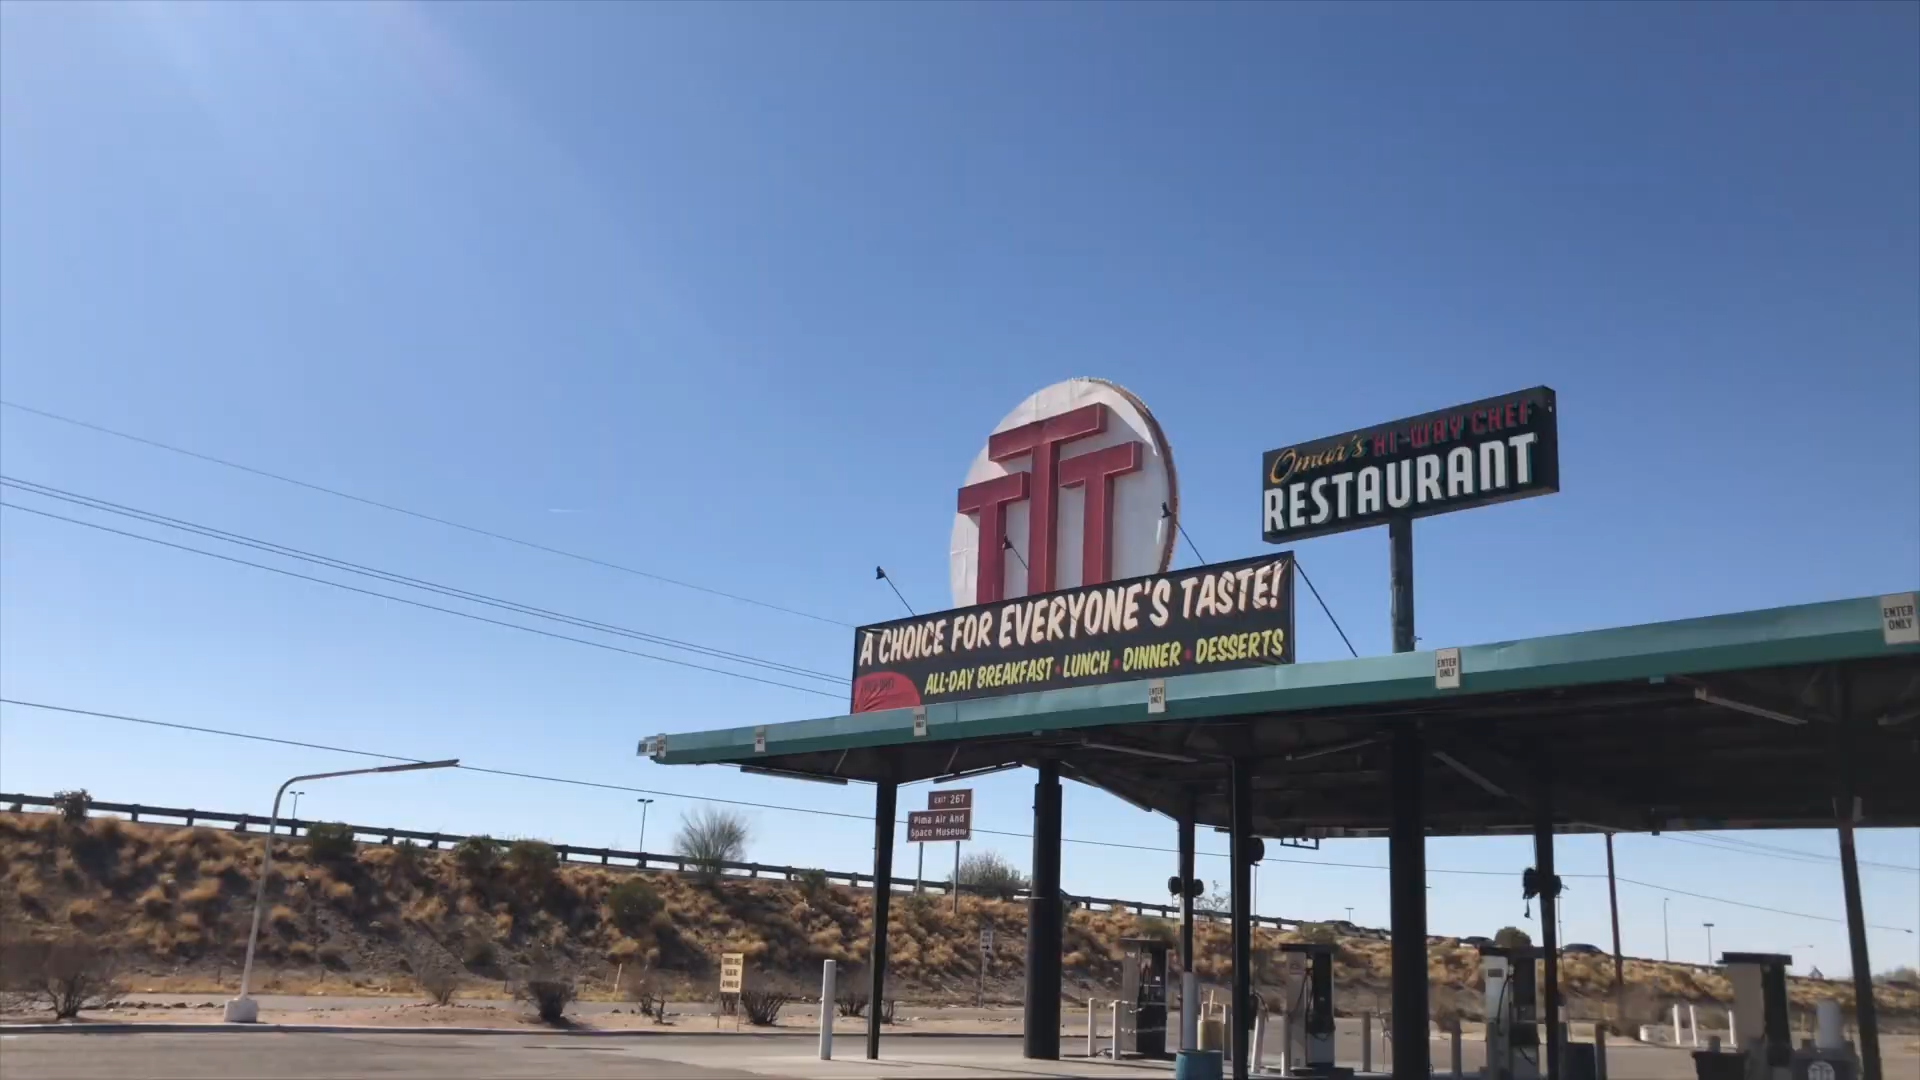 TTT
Omar's HI-WAY CHEF
RESTAURANT
A CHOICE FOR EVERYONE'S TASTE!
ALL-DAY BREAKFAST • LUNCH • DINNER • DESSERTS
ENTER
ONLY
ENTER
ONLY
ENTER
ONLY
EXIT 267
Pima Air And
Space Museum